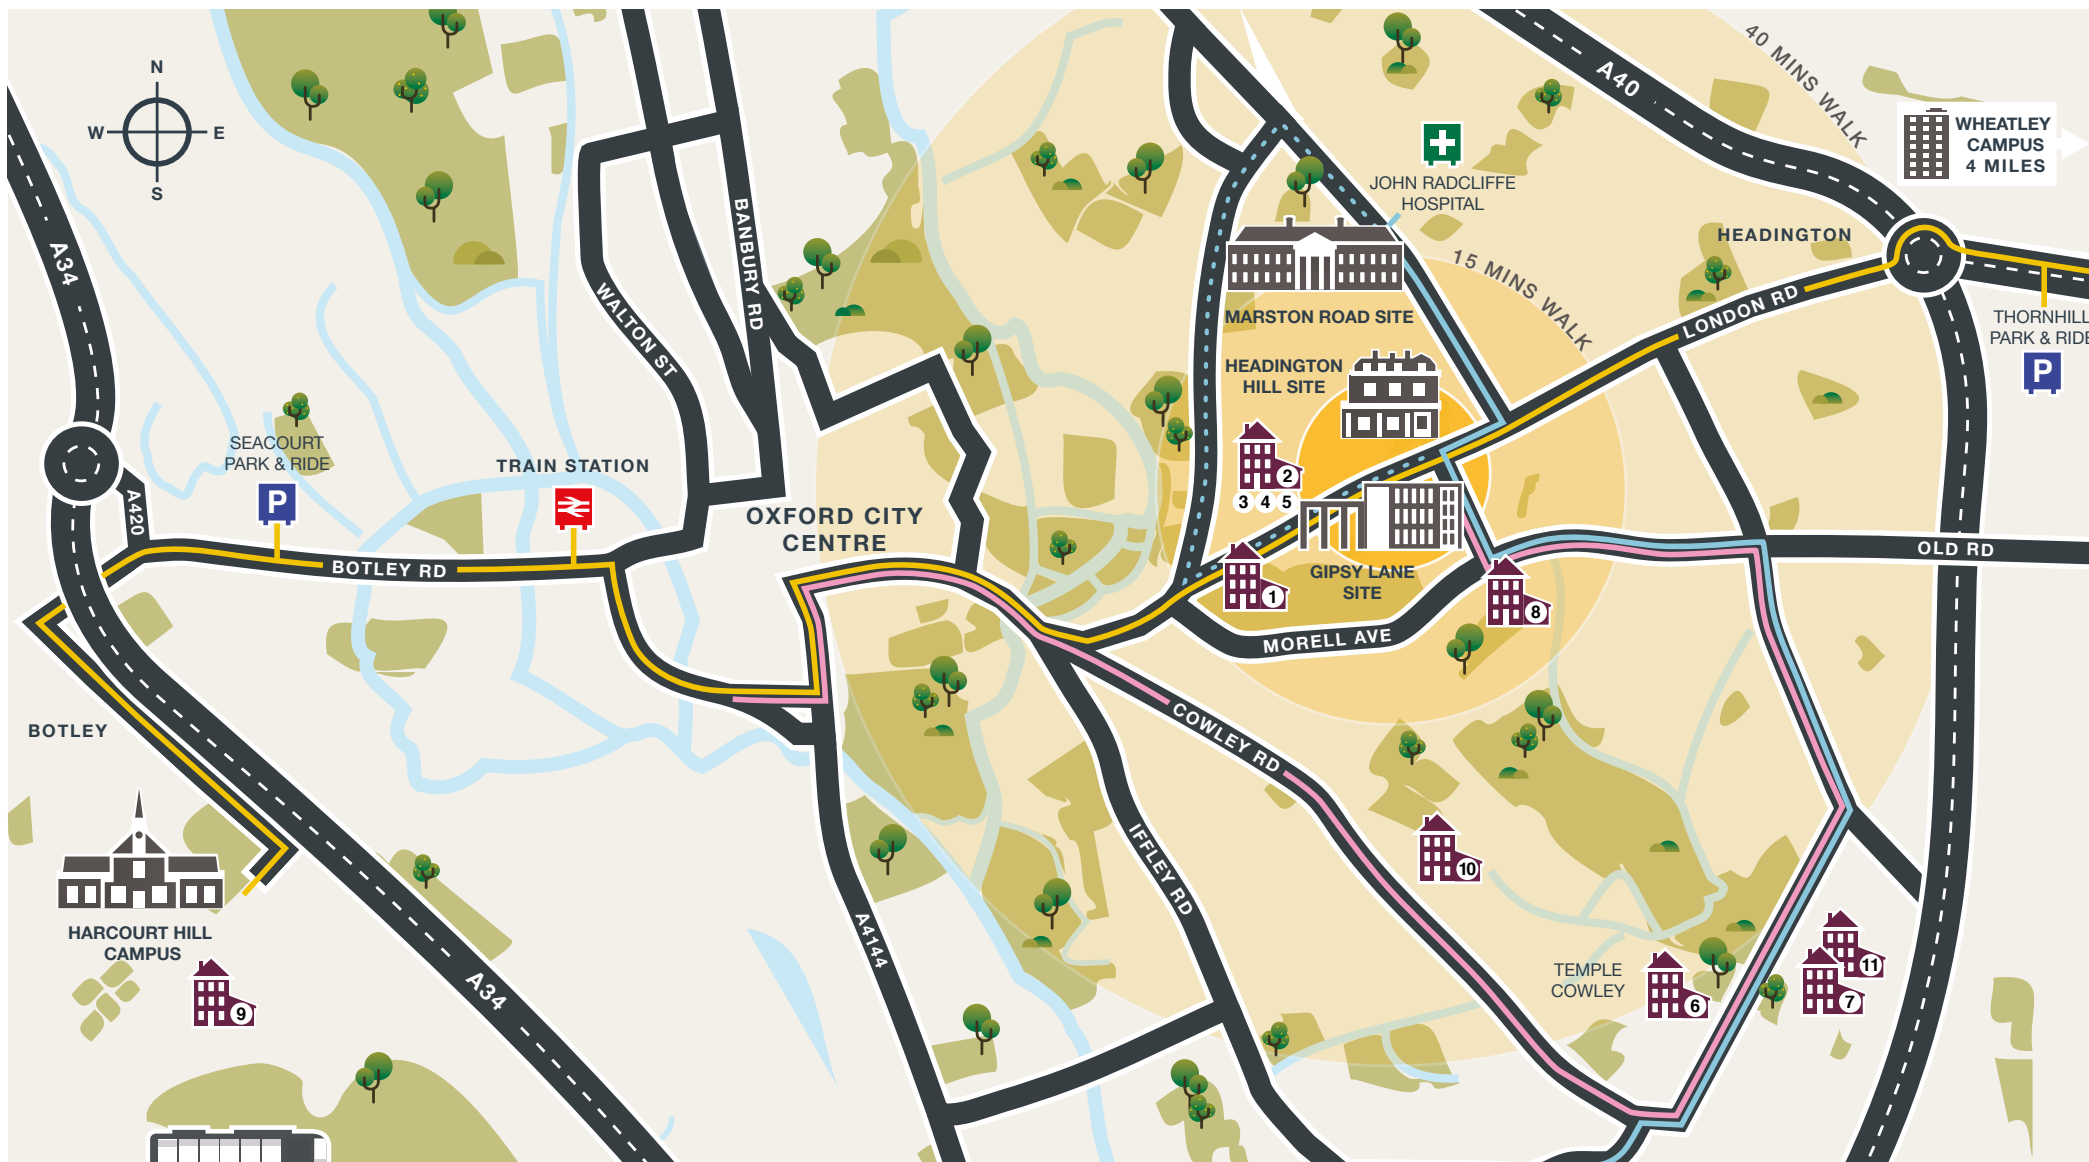 N
W
E
S
A34
A40
40 MINS WALK
WHEATLEY
CAMPUS
4 MILES
JOHN RADCLIFFE
HOSPITAL
HEADINGTON
BANBURY RD
WALTON ST
15 MINS WALK
LONDON RD
THORNHILL
PARK & RIDE
P
MARSTON ROAD SITE
HEADINGTON
HILL SITE
SEACOURT
PARK & RIDE
P
TRAIN STATION
A420
2
3 4 5
OXFORD CITY
CENTRE
BOTLEY RD
OLD RD
GIPSY LANE
SITE
1
8
MORELL AVE
BOTLEY
COWLEY RD
IFFLEY RD
10
A4144
HARCOURT HILL
CAMPUS
9
A34
TEMPLE
COWLEY
6
11
7